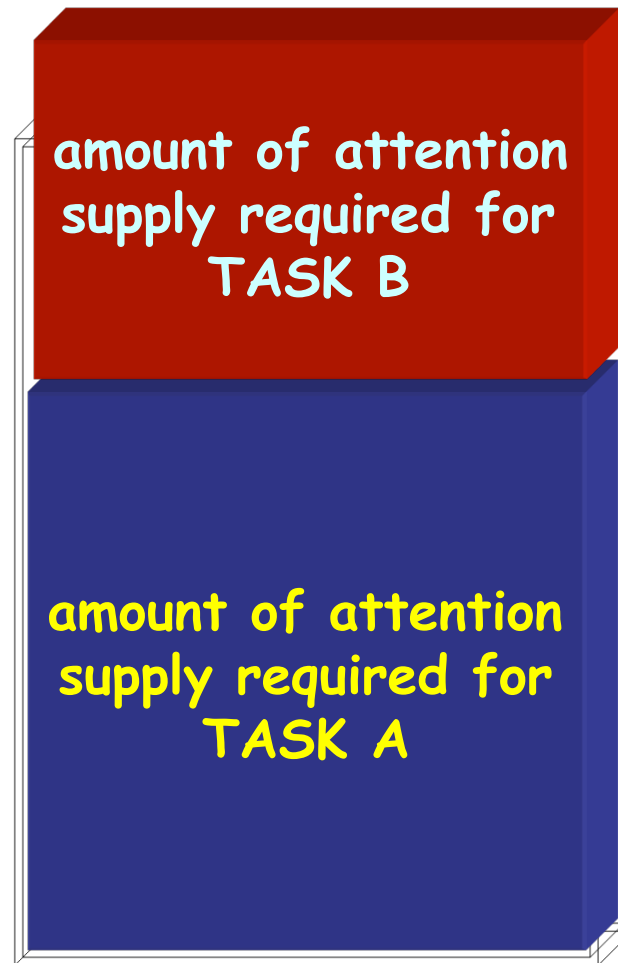 amount of attention
supply required for
TASK B
amount of attention
supply required for
TASK A